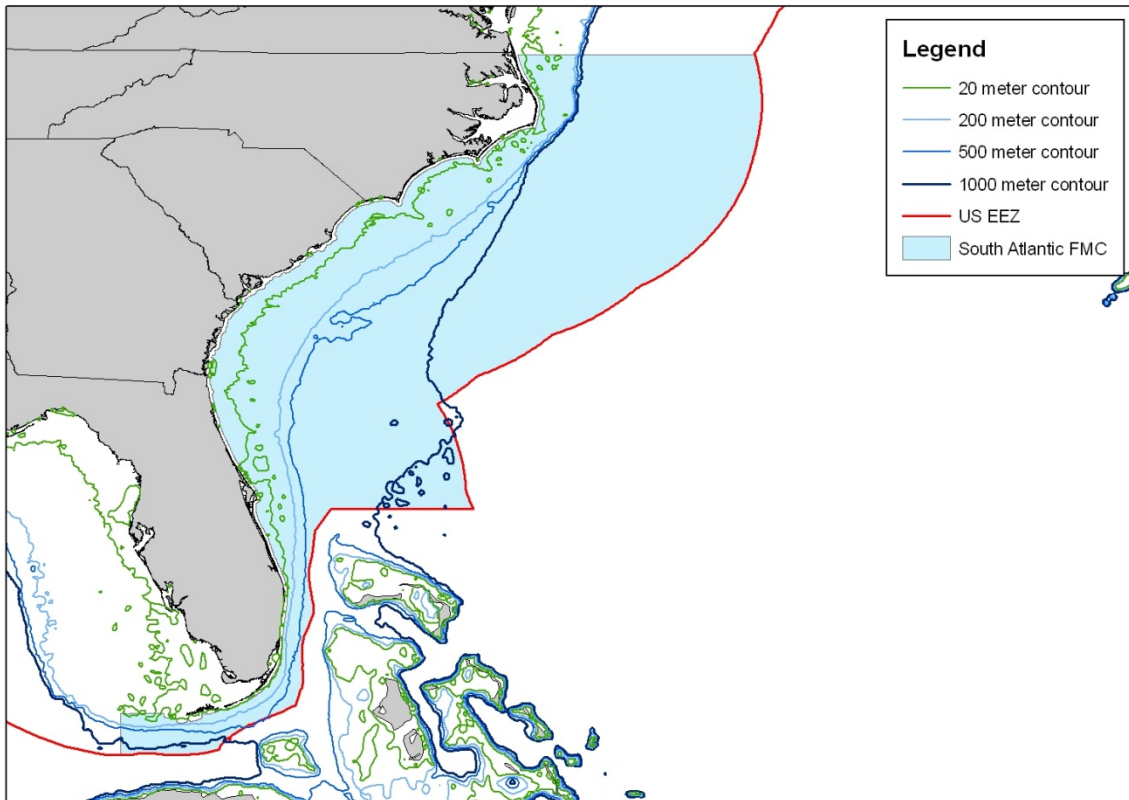 Legend
20 meter contour
200 meter contour
500 meter contour
1000 meter contour
US EEZ
South Atlantic FMC